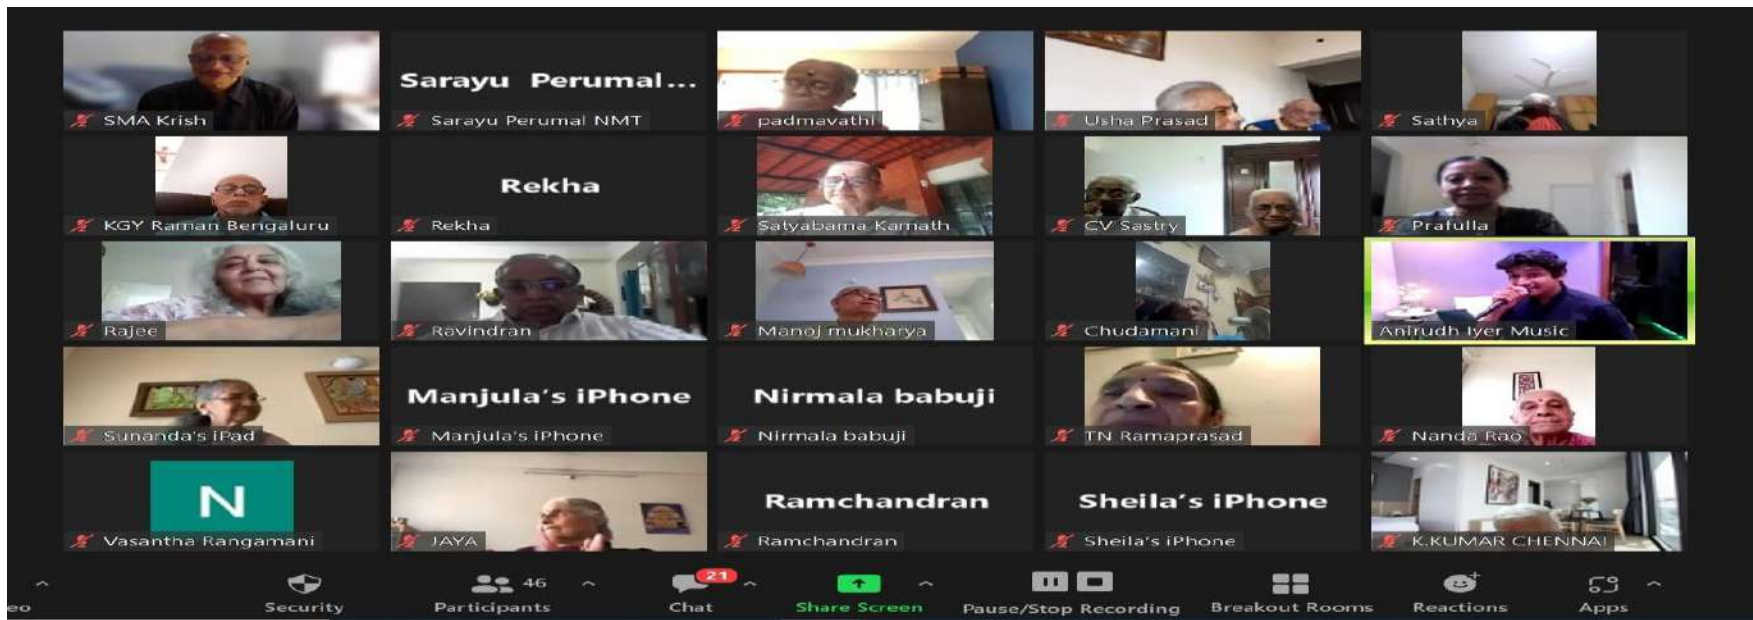 SMA Krish
Sarayu Perumal...
Sarayu Perumal NMT
padmavathi
Usha Prasad
Sathya
KGY Raman Bengaluru
Rekha
Rekha
Satyabama Kamath
CV Sastry
Prafulla
Rajee
Ravindran
Manoj mukharya
Chudamani
Anirudh Iyer Music
Sunanda's iPad
Manjula's iPhone
Manjula's iPhone
Nirmala babuji
Nirmala babuji
TN Ramaprasad
Nanda Rao
N
Vasantha Rangamani
JAYA
Ramchandran
Ramchandran
Sheila's iPhone
Sheila's iPhone
K.KUMAR CHENNAI
46
21
eo
Security
Participants
Chat
Share Screen
Pause/Stop Recording
Breakout Rooms
Reactions
Apps